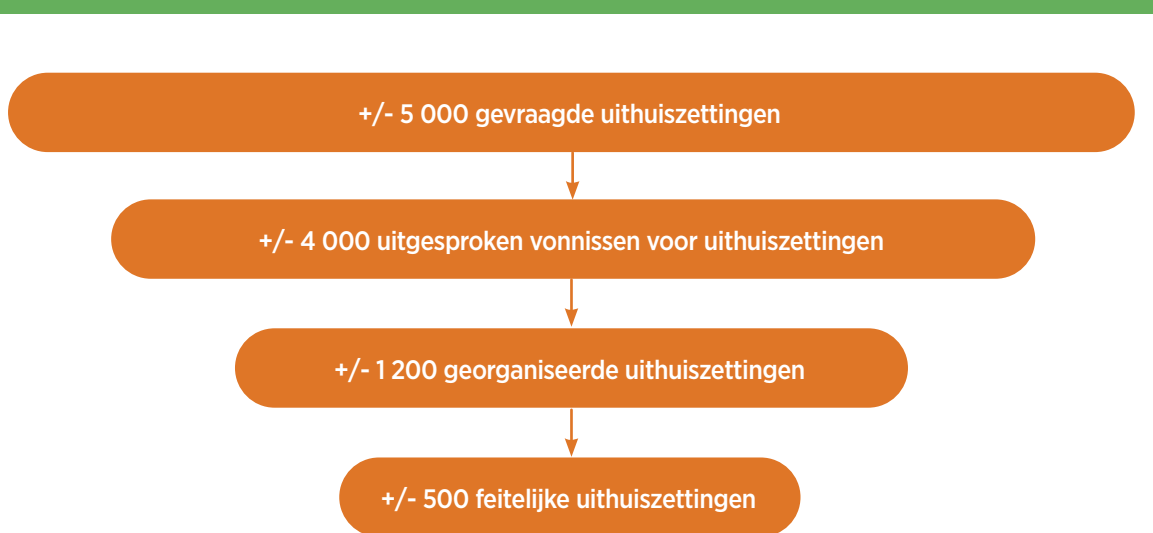 +/- 5 000 gevraagde uithuiszettingen
+/- 4 000 uitgesproken vonnissen voor uithuiszettingen
+/- 1 200 georganiseerde uithuiszettingen
+/- 500 feitelijke uithuiszettingen